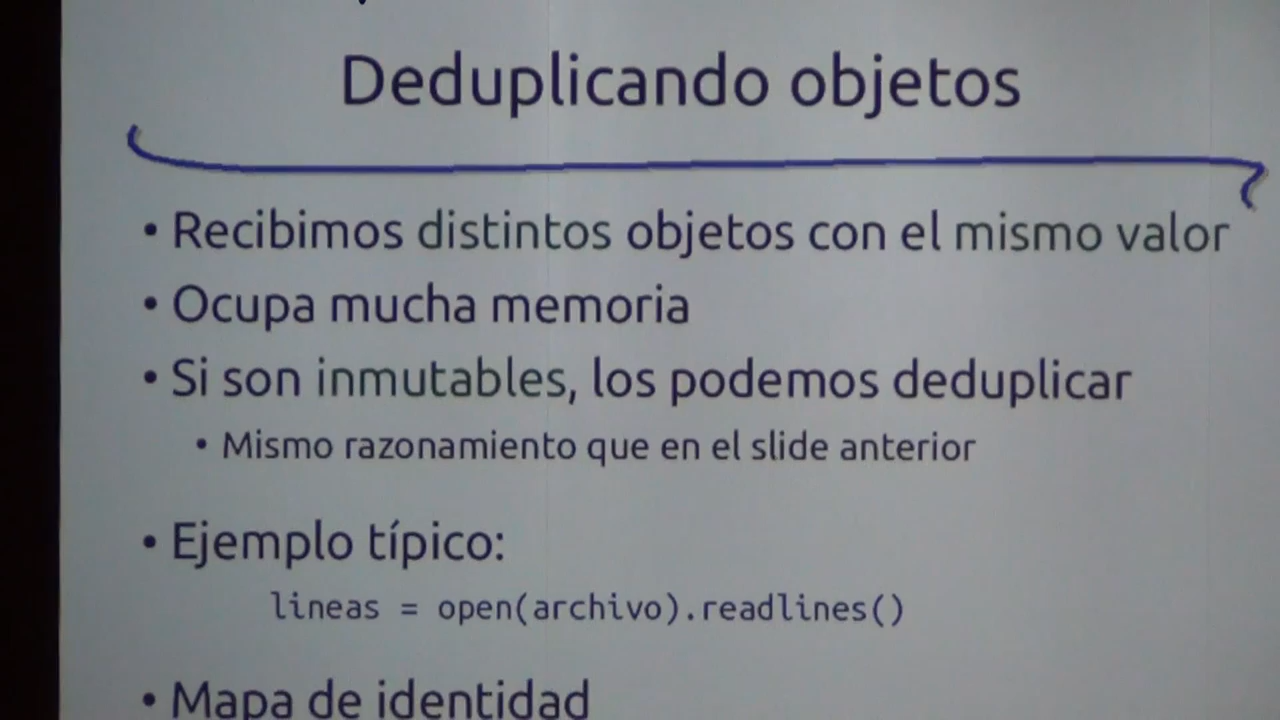 Deduplicando objetos
• Recibimos distintos objetos con el mismo valor
• Ocupa mucha memoria
• Si son inmutables, los podemos deduplicar
• Mismo razonamiento que en el slide anterior
• Ejemplo típico:
lineas = open(archivo).readlines()
• Mapa de identidad